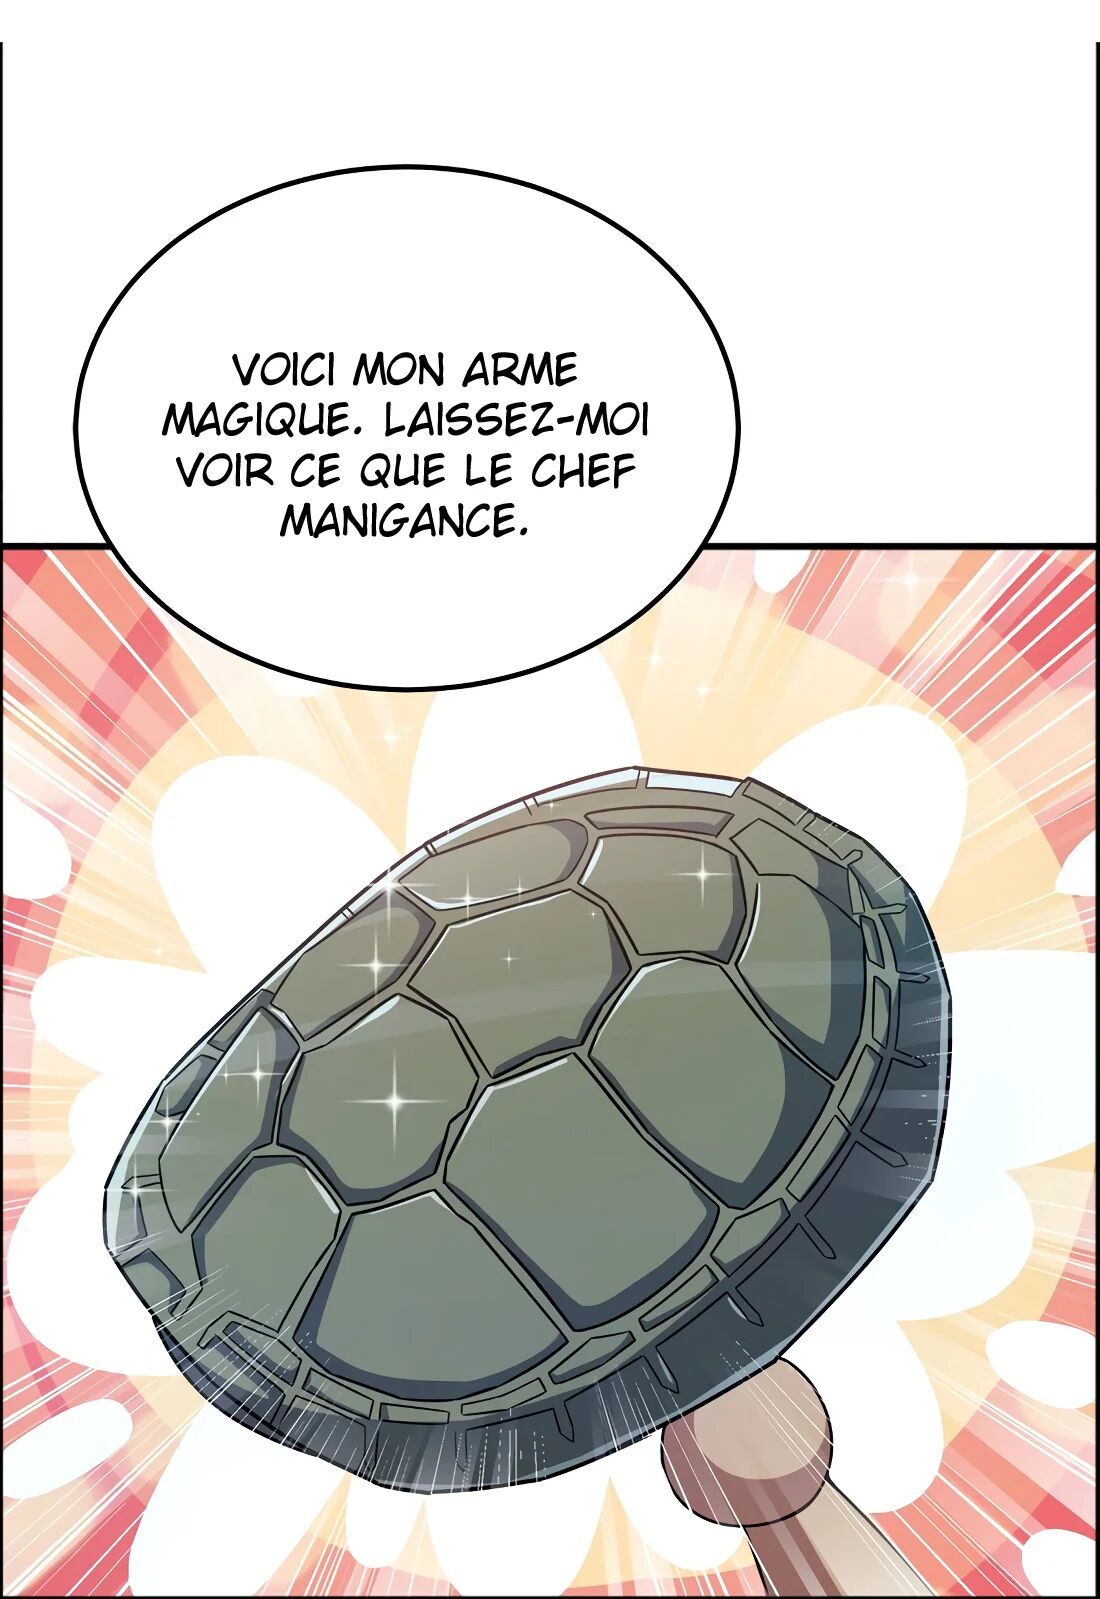 VOICI MON ARME
MAGIQUE. LAISSEZ-MOI
VOIR CE QUE LE CHEF
MANIGANCE.